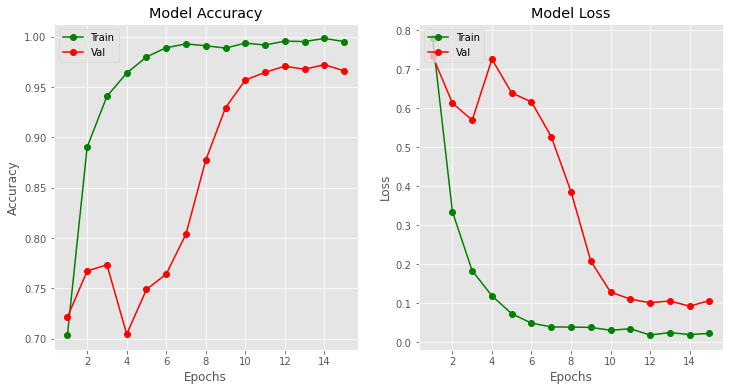 Model Accuracy
Train
Val
1.00
0.95
0.90
0.85
0.80
0.75
0.70
Accuracy
2 4 6 8 10 12 14
Epochs
Model Loss
Train
Val
0.8
0.7
0.6
0.5
0.4
0.3
0.2
0.1
0.0
Loss
2 4 6 8 10 12 14
Epochs